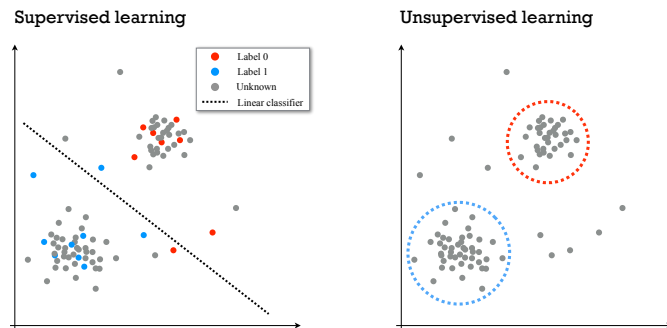 Supervised learning
Unsupervised learning
Label 0
Label 1
Unknown
Linear classifier